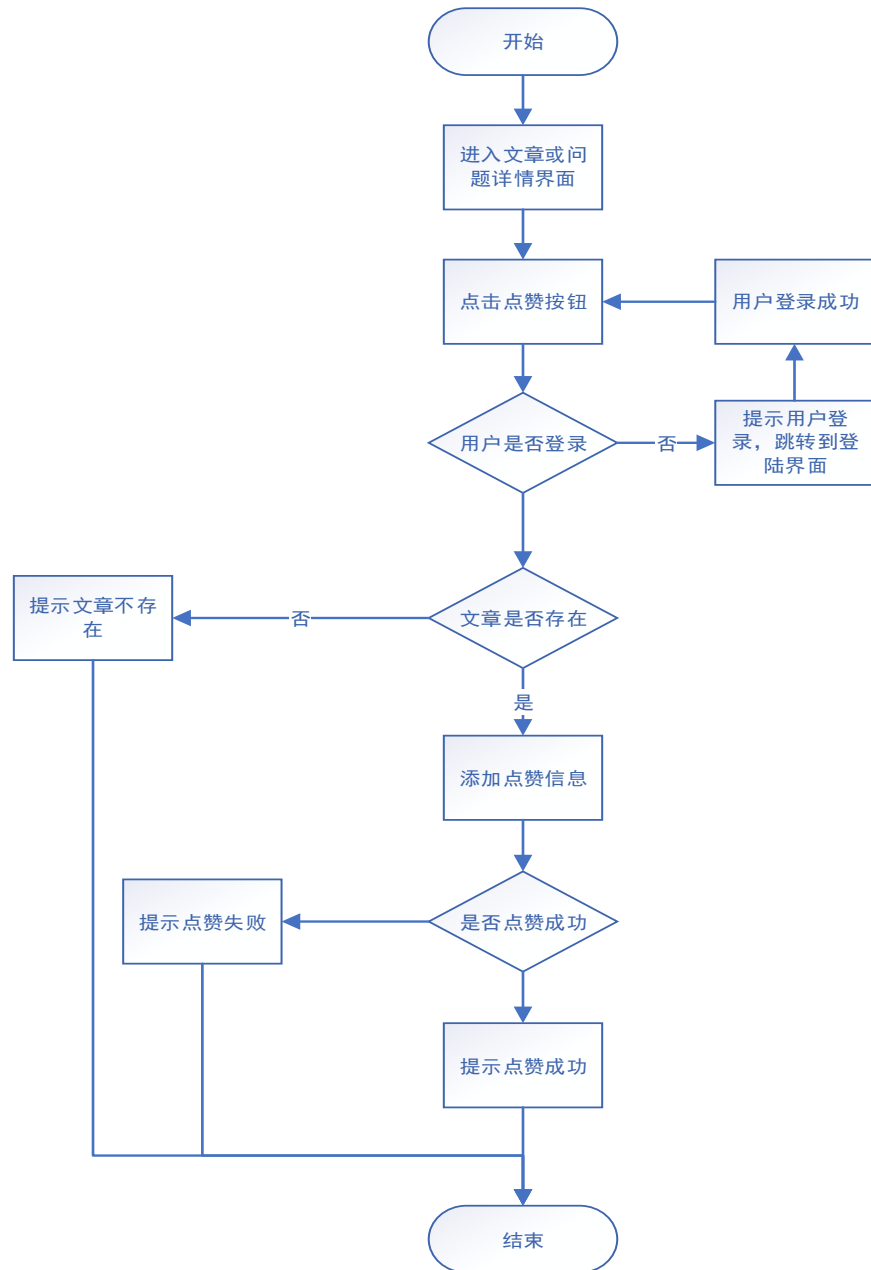 开始
进入文章或问
题详情界面
点击点赞按钮
用户登录成功
用户是否登录
否
提示用户登
录，跳转到登
陆界面
提示文章不存
在
否
文章是否存在
是
添加点赞信息
提示点赞失败
是否点赞成功
提示点赞成功
结束